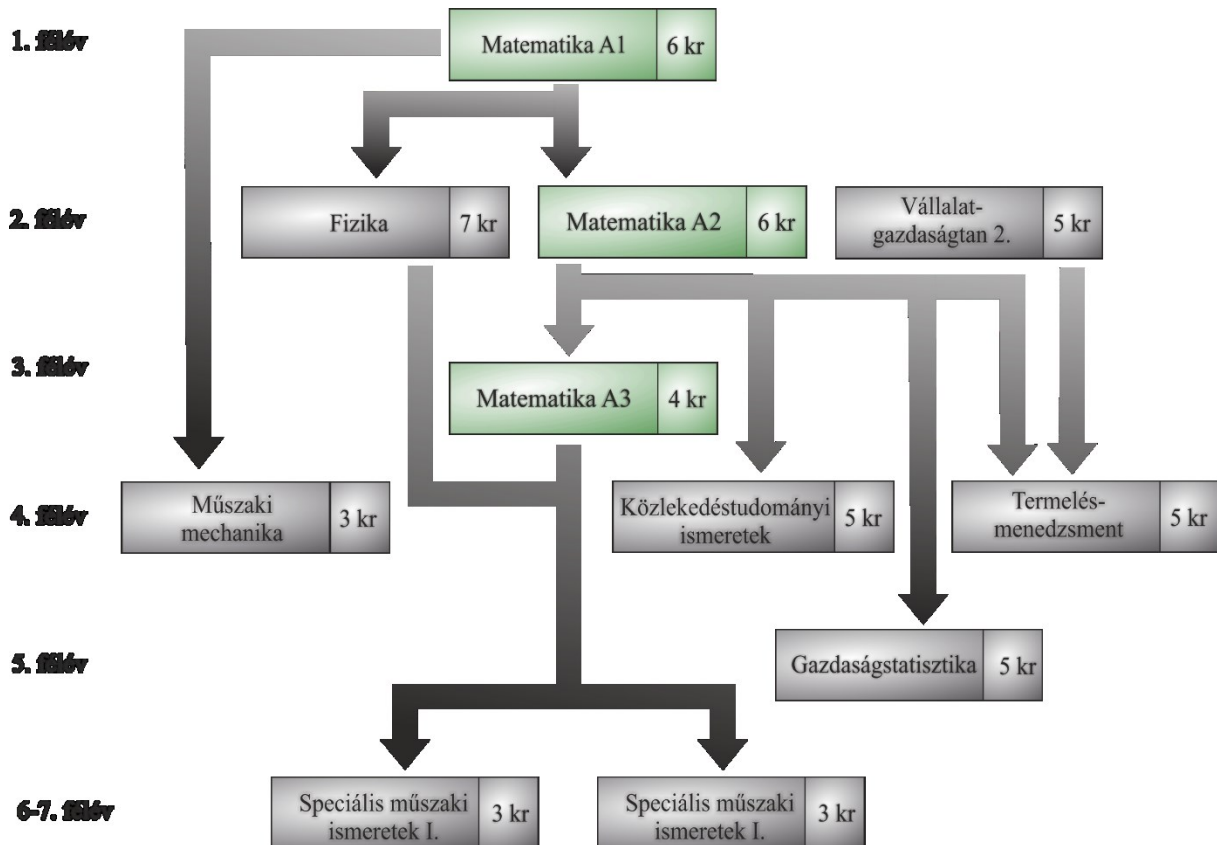 1. félév
Matematika A1
6 kr
2. félév
Fizika
7 kr
Matematika A2
6 kr
Vállalat-
gazdaságtan 2.
5 kr
3. félév
Matematika A3
4 kr
4. félév
Műszaki
mechanika
3 kr
Közlekedéstudományi
ismeretek
5 kr
Termelés-
menedzsment
5 kr
5. félév
Gazdaságstatisztika
5 kr
6-7. félév
Speciális műszaki
ismeretek I.
3 kr
Speciális műszaki
ismeretek I.
3 kr